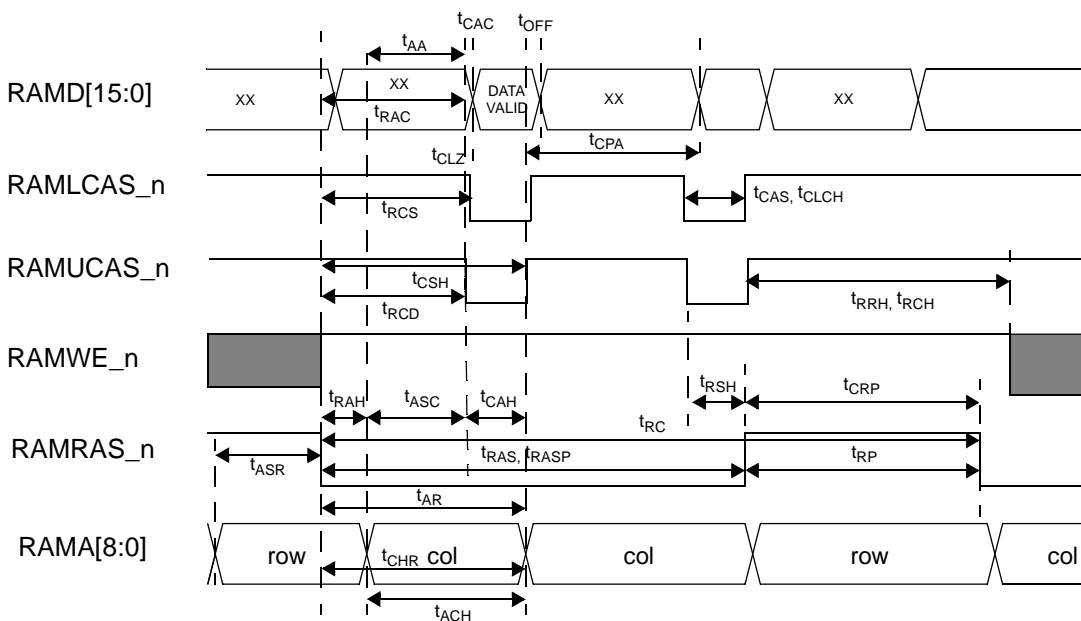 tCAC tOFF
tAA
RAMD[15:0]
XX XX DATA VALID XX XX
tRAC
tCPA
tCLZ
RAMLCAS_n
tRCS
tCAS, tCLCH
RAMUCAS_n
tCSH
tRCD
tRRH, tRCH
RAMWE_n
tRAH tASC tCAH tRSH tCRP
tRC
RAMRAS_n
tASR
tRAS, tRASP tRP
tAR
RAMA[8:0]
row col col row col
tCHR
tACH